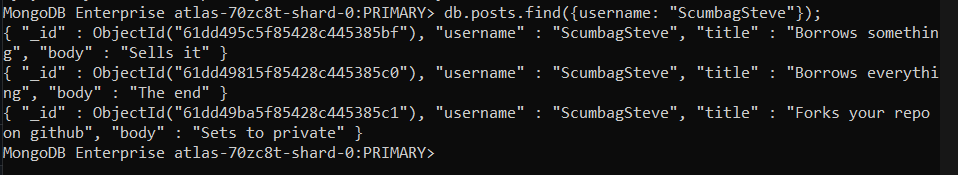 MongoDB Enterprise atlas-70zc8t-shard-0:PRIMARY> db.posts.find({username: "ScumbagSteve"});
{ "_id" : ObjectId("61dd495c5f85428c445385bf"), "username" : "ScumbagSteve", "title" : "Borrows somethin
g", "body" : "Sells it" }
{ "_id" : ObjectId("61dd49815f85428c445385c0"), "username" : "ScumbagSteve", "title" : "Borrows everythi
ng", "body" : "The end" }
{ "_id" : ObjectId("61dd49ba5f85428c445385c1"), "username" : "ScumbagSteve", "title" : "Forks your repo
on github", "body" : "Sets to private" }
MongoDB Enterprise atlas-70zc8t-shard-0:PRIMARY>